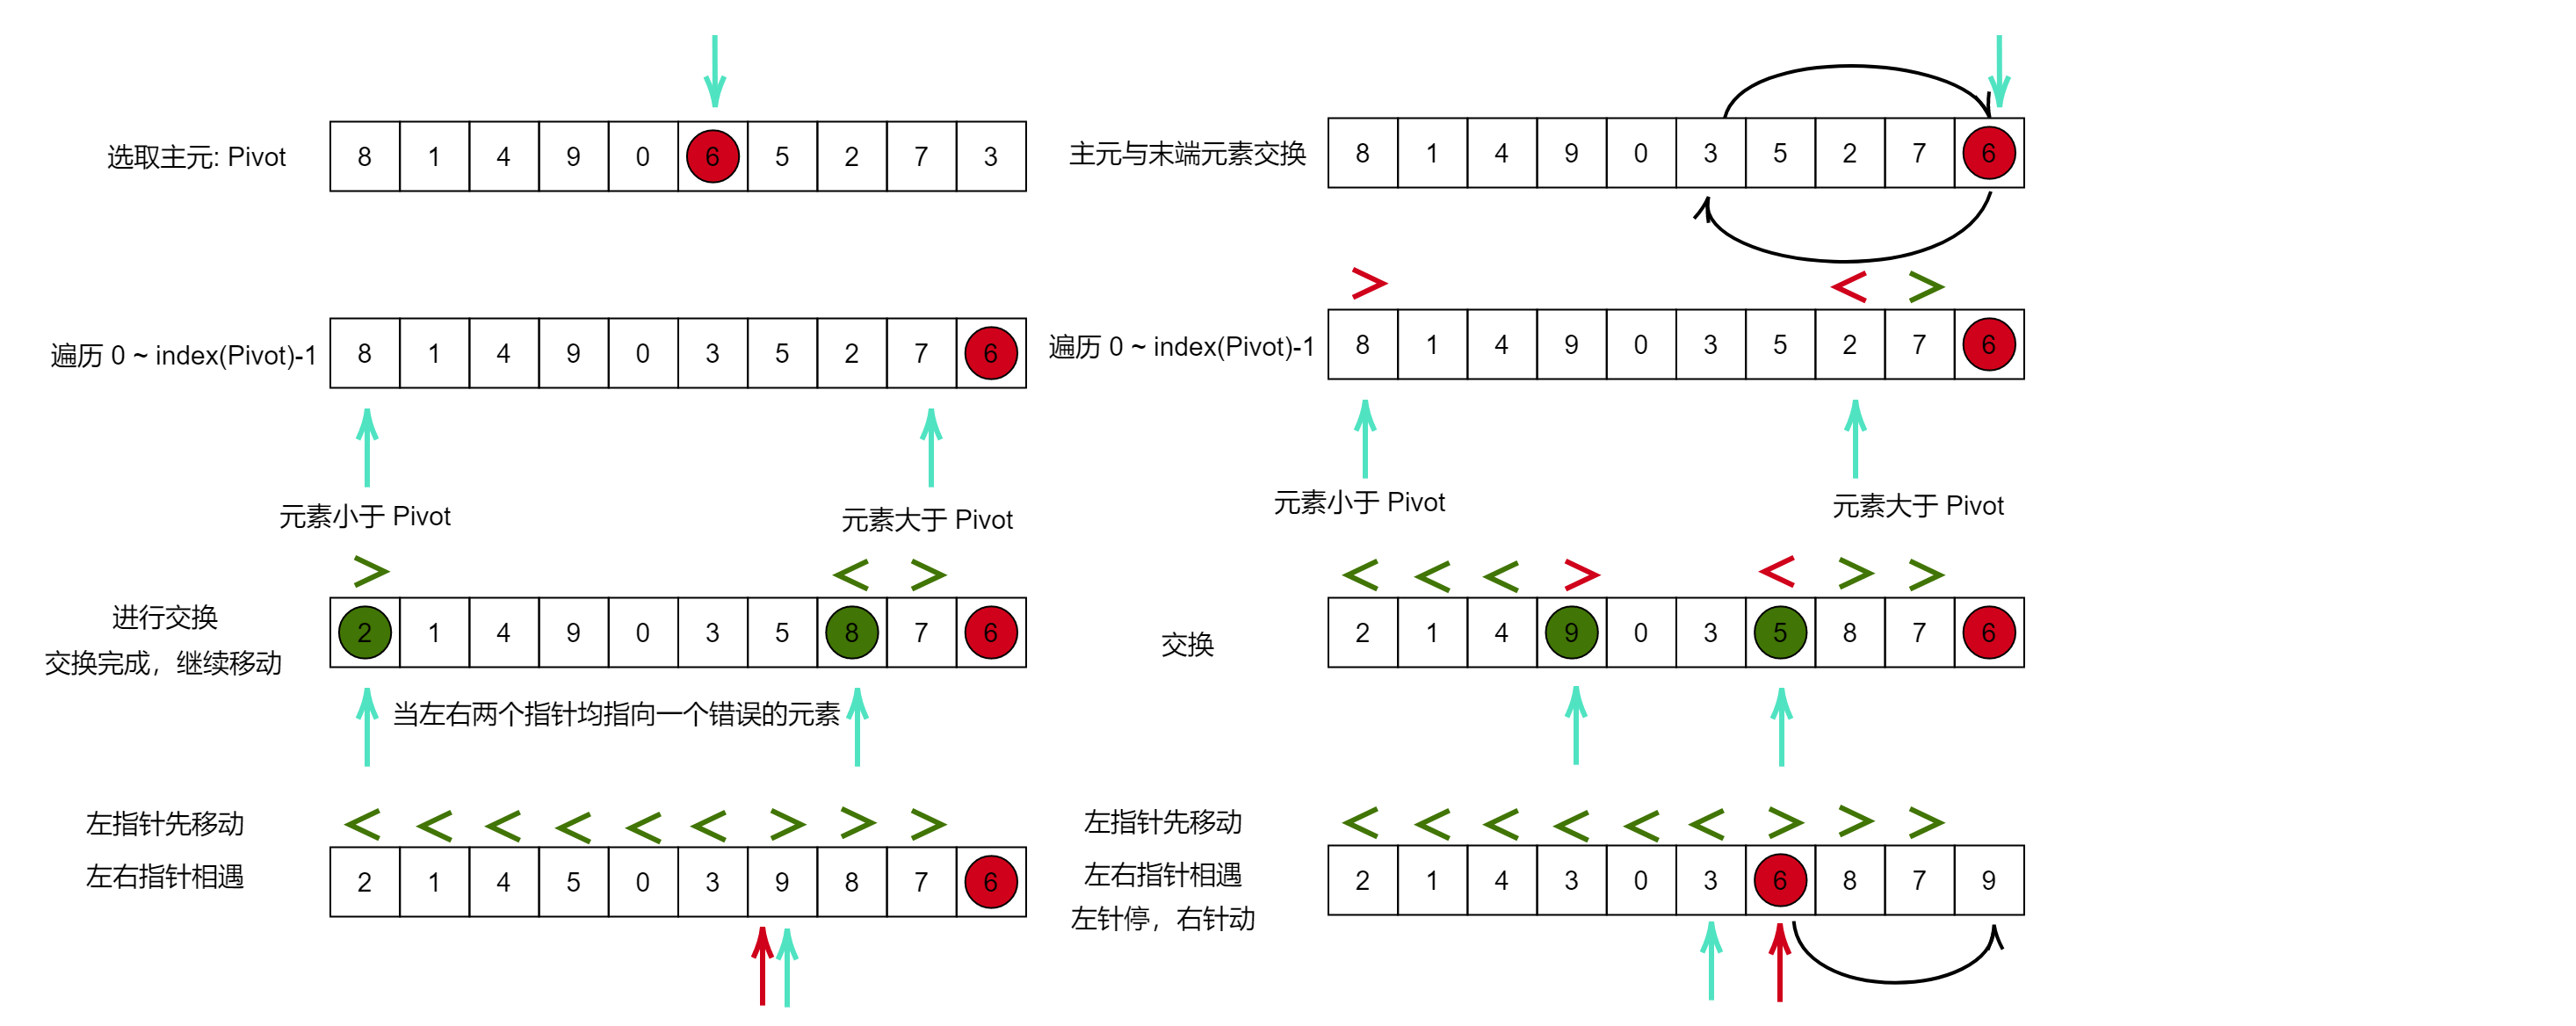 选取主元: Pivot
8 1 4 9 0 6 5 2 7 3
主元与末端元素交换
8 1 4 9 0 3 5 2 7 6
> < >
遍历 0 ~ index(Pivot)-1
8 1 4 9 0 3 5 2 7 6
遍历 0 ~ index(Pivot)-1
8 1 4 9 0 3 5 2 7 6
元素小于 Pivot
元素大于 Pivot
元素小于 Pivot
元素大于 Pivot
> < >
进行交换
交换完成，继续移动
2 1 4 9 0 3 5 8 7 6
当左右两个指针均指向一个错误的元素
< < < > < > >
交换
2 1 4 9 0 3 5 8 7 6
左指针先移动
< < < < < < > > >
左右指针相遇
2 1 4 5 0 3 9 8 7 6
左指针先移动
< < < < < < > > >
左右指针相遇
左针停，右针动
2 1 4 3 0 3 6 8 7 9